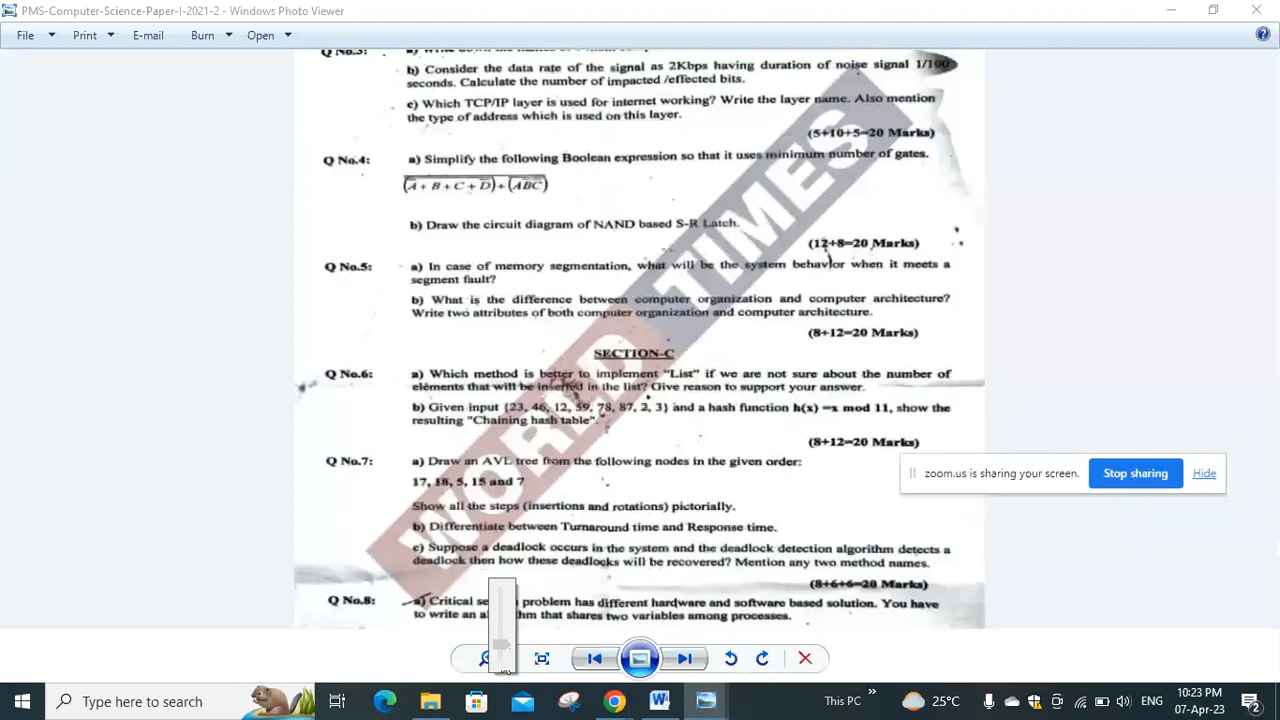 PMS-Computer-Science-Paper-I-2021-2 - Windows Photo Viewer
File Print E-mail Burn Open
Q No.3:
b) Consider the data rate of the signal as 2Kbps having duration of noise signal 1/100
seconds. Calculate the number of impacted /effected bits.
c) Which TCP/IP layer is used for internet working? Write the layer name. Also mention
the type of address which is used on this layer.
(5+10+5=20 Marks)
Q No.4: a) Simplify the following Boolean expression so that it uses minimum number of gates.
b) Draw the circuit diagram of NAND based S-R Latch.
(12+8=20 Marks)
Q No.5: a) In case of memory segmentation, what will be the system behavior when it meets a
segment fault?
b) What is the difference between computer organization and computer architecture?
Write two attributes of both computer organization and computer architecture.
(8+12=20 Marks)
SECTION-C
Q No.6: a) Which method is better to implement "List" if we are not sure about the number of
elements that will be inserted in the list? Give reason to support your answer.
b) Given input {23, 46, 12, 59, 78, 87, 2, 3} and a hash function h(x) =x mod 11, show the
resulting "Chaining hash table".
(8+12=20 Marks)
Q No.7: a) Draw an AVL tree from the following nodes in the given order:
17, 18, 5, 15 and 7
Show all the steps (insertions and rotations) pictorially.
b) Differentiate between Turnaround time and Response time.
c) Suppose a deadlock occurs in the system and the deadlock detection algorithm detects a
deadlock then how these deadlocks will be recovered? Mention any two method names.
(8+6+6=20 Marks)
Q No.8: a) Critical problem has different hardware and software based solution. You have
to write an that shares two variables among processes.
WORLD TIMES
zoom.us is sharing your screen. Stop sharing Hide
Type here to search
This PC
25°C
ENG
:23 PM
07-Apr-23
2